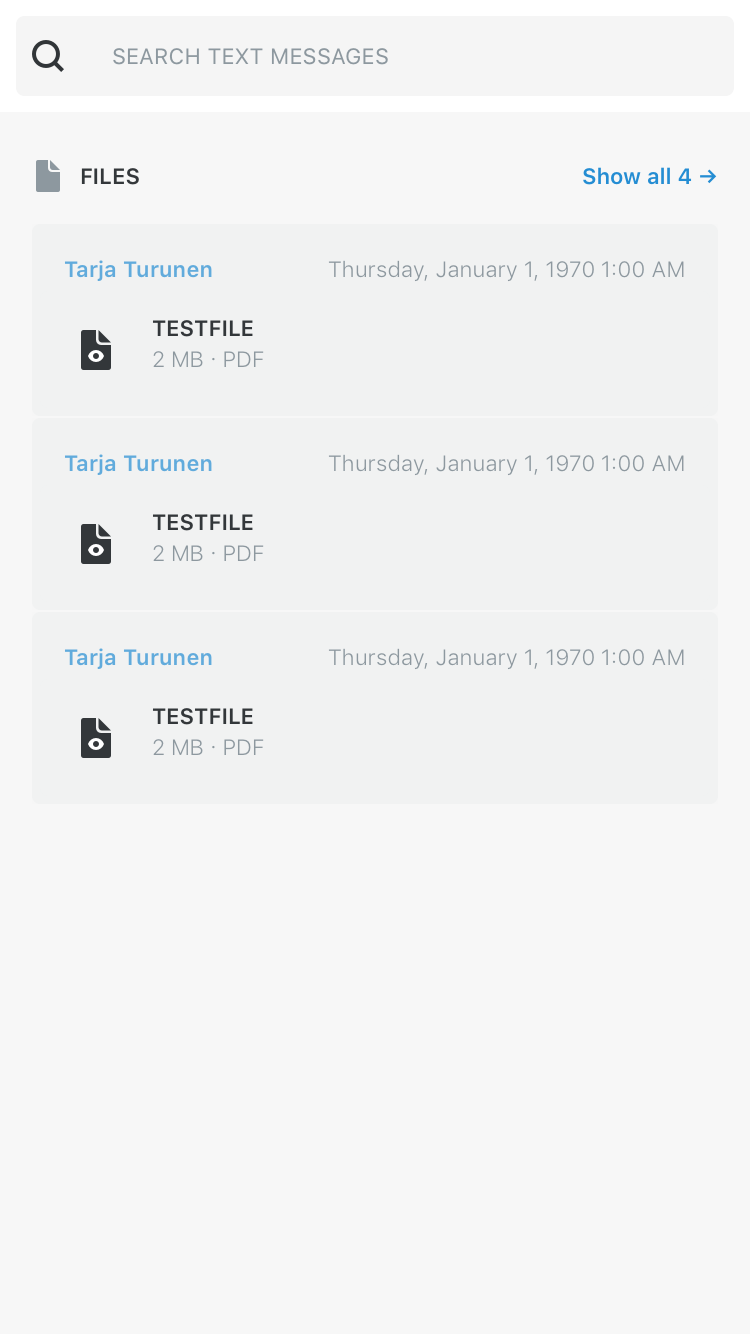 SEARCH TEXT MESSAGES
FILES
Show all 4 →
Tarja Turunen
Thursday, January 1, 1970 1:00 AM
TESTFILE
2 MB · PDF
Tarja Turunen
Thursday, January 1, 1970 1:00 AM
TESTFILE
2 MB · PDF
Tarja Turunen
Thursday, January 1, 1970 1:00 AM
TESTFILE
2 MB · PDF